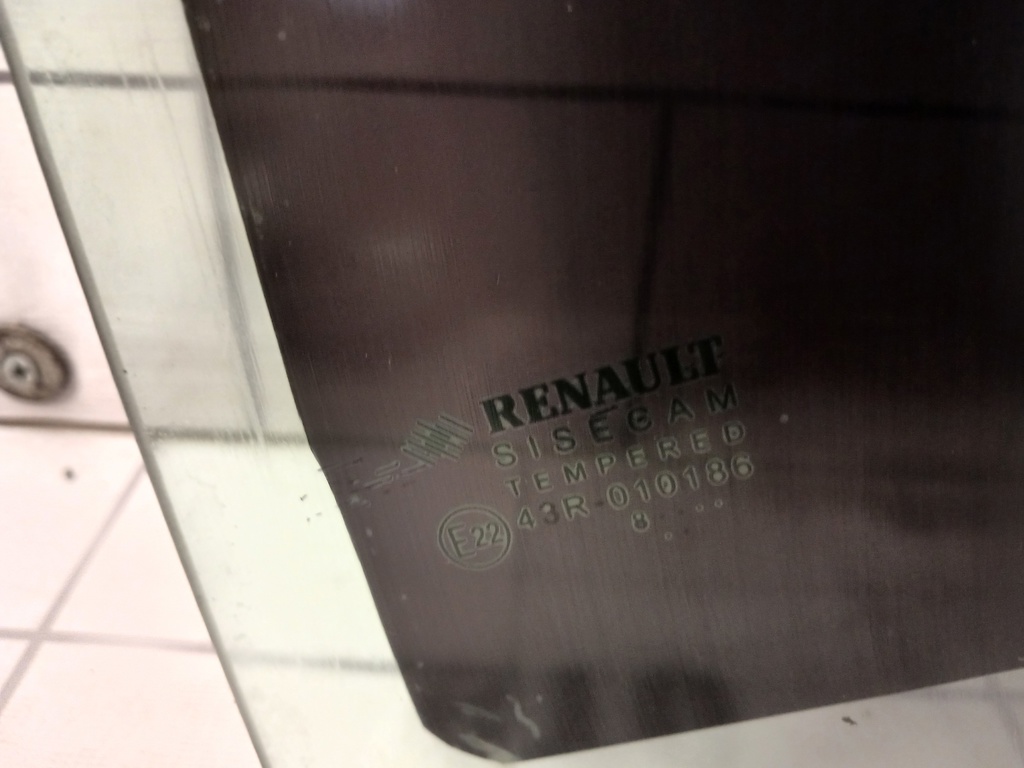 RENAULT
SISECAM
TEMPERED
E22 43R-010186
8